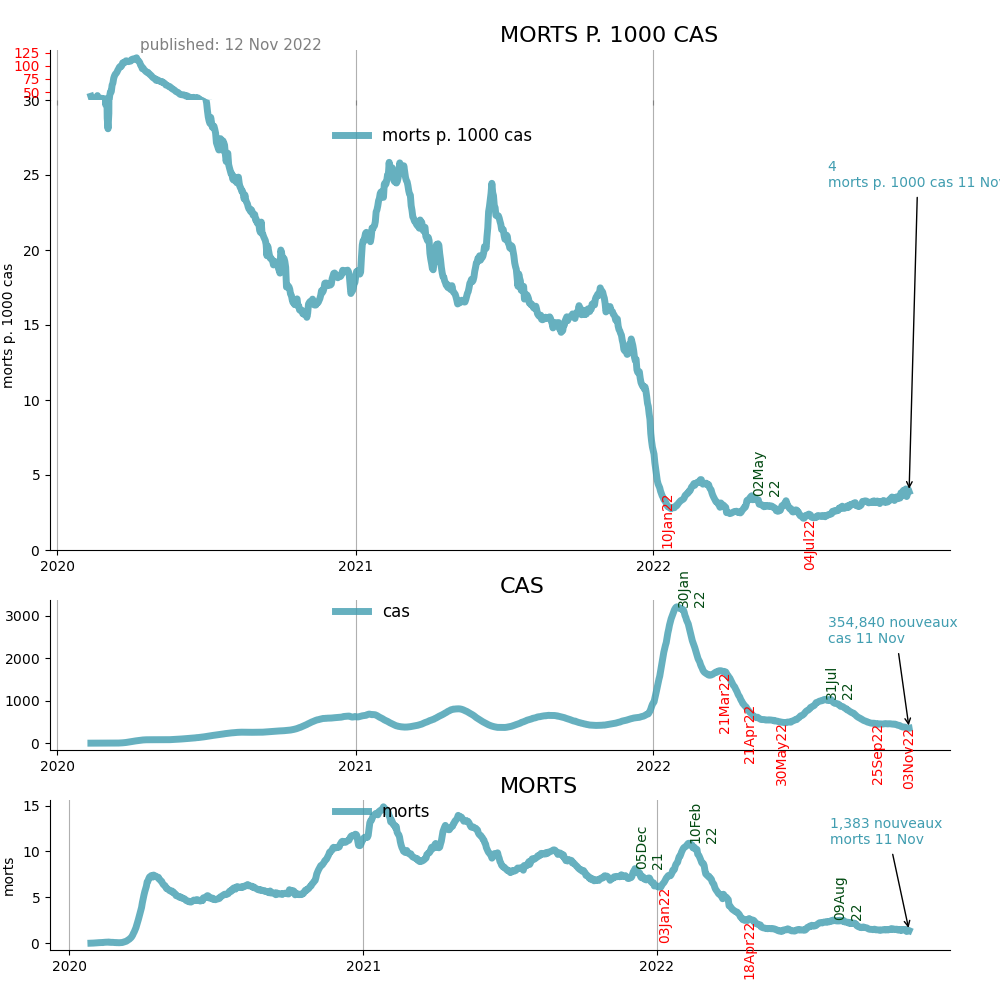 MORTS P. 1000 CAS
published: 12 Nov 2022
125
100
75
50
30
25
20
15
10
5
0
morts p. 1000 cas
morts p. 1000 cas
4
morts p. 1000 cas 11 Nov
10Jan22
02May
22
04Jul22
2020
2021
2022
CAS
3000
2000
1000
0
cas
30Jan
22
354,840 nouveaux
cas 11 Nov
21Mar22
21Apr22
30May22
31Jul
22
25Sep22
03Nov22
2020
2021
2022
MORTS
15
10
5
0
morts
morts
05Dec
21
10Feb
22
1,383 nouveaux
morts 11 Nov
03Jan22
18Apr22
09Aug
22
2020
2021
2022